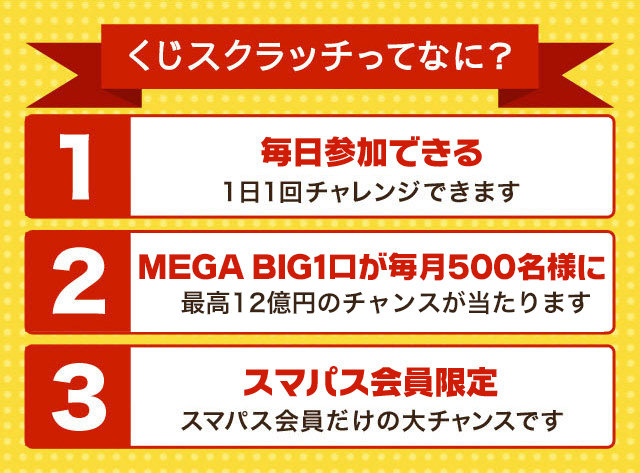 くじスクラッチってなに？
1
毎日参加できる
1日1回チャレンジできます
2
MEGA BIG1口が毎月500名様に
最高12億円のチャンスが当たります
3
スマパス会員限定
スマパス会員だけの大チャンスです